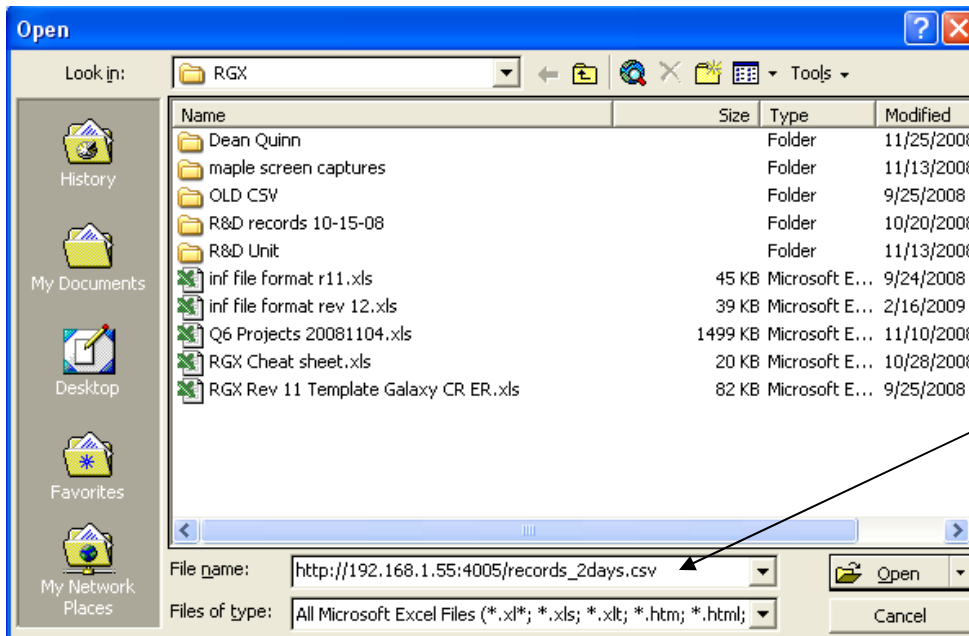 Open
Look in:
RGX
Tools
Name Size Type Modified
Dean Quinn Folder 11/25/2008
maple screen captures Folder 11/13/2008
OLD CSV Folder 9/25/2008
R&D records 10-15-08 Folder 10/20/2008
R&D Unit Folder 11/13/2008
inf file format r11.xls 45 KB Microsoft E... 9/24/2008
inf file format rev 12.xls 39 KB Microsoft E... 2/16/2009
Q6 Projects 20081104.xls 1499 KB Microsoft E... 11/10/2008
RGX Cheat sheet.xls 20 KB Microsoft E... 10/28/2008
RGX Rev 11 Template Galaxy CR ER.xls 82 KB Microsoft E... 9/25/2008
History
My Documents
Desktop
Favorites
My Network
Places
File name:
http://192.168.1.55:4005/records_2days.csv
Open
Files of type:
All Microsoft Excel Files (*.xl*; *.xls; *.xlt; *.htm; *.html;
Cancel